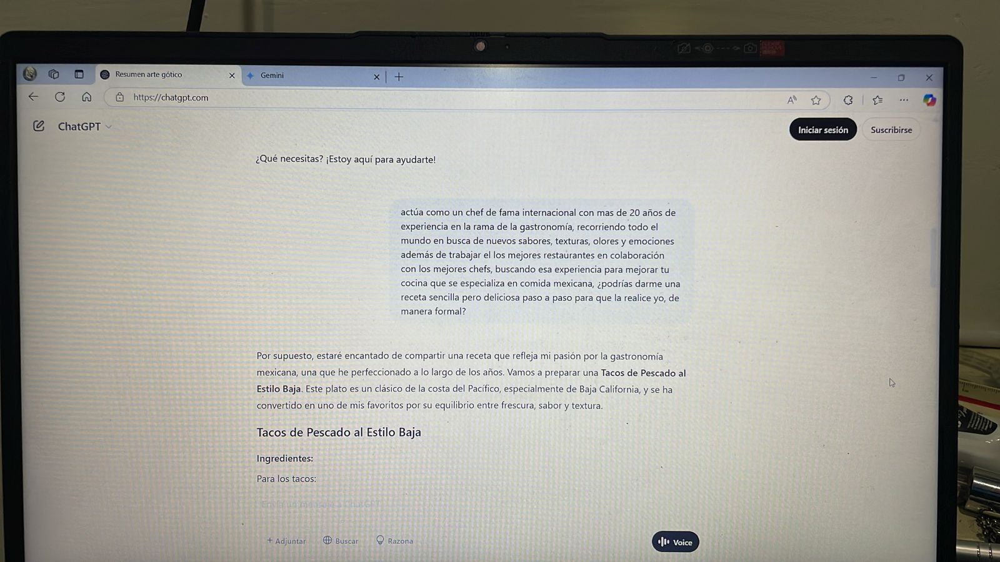 Resumen arte gótico
Gemini
https://chatgpt.com
ChatGPT
Iniciar sesión
Suscribirse
¿Qué necesitas? ¡Estoy aquí para ayudarte!
actúa como un chef de fama internacional con mas de 20 años de
experiencia en la rama de la gastronomía, recorriendo todo el
mundo en busca de nuevos sabores, texturas, olores y emociones
además de trabajar el los mejores restaurantes en colaboración
con los mejores chefs, buscando esa experiencia para mejorar tu
cocina que se especializa en comida mexicana, ¿podrías darme una
receta sencilla pero deliciosa paso a paso para que la realice yo, de
manera formal?
Por supuesto, estaré encantado de compartir una receta que refleja mi pasión por la gastronomía
mexicana, una que he perfeccionado a lo largo de los años. Vamos a preparar una Tacos de Pescado al
Estilo Baja. Este plato es un clásico de la costa del Pacífico, especialmente de Baja California, y se ha
convertido en uno de mis favoritos por su equilibrio entre frescura, sabor y textura.
Tacos de Pescado al Estilo Baja
Ingredientes:
Para los tacos:
+ Adjuntar
Buscar
Razona
Voice